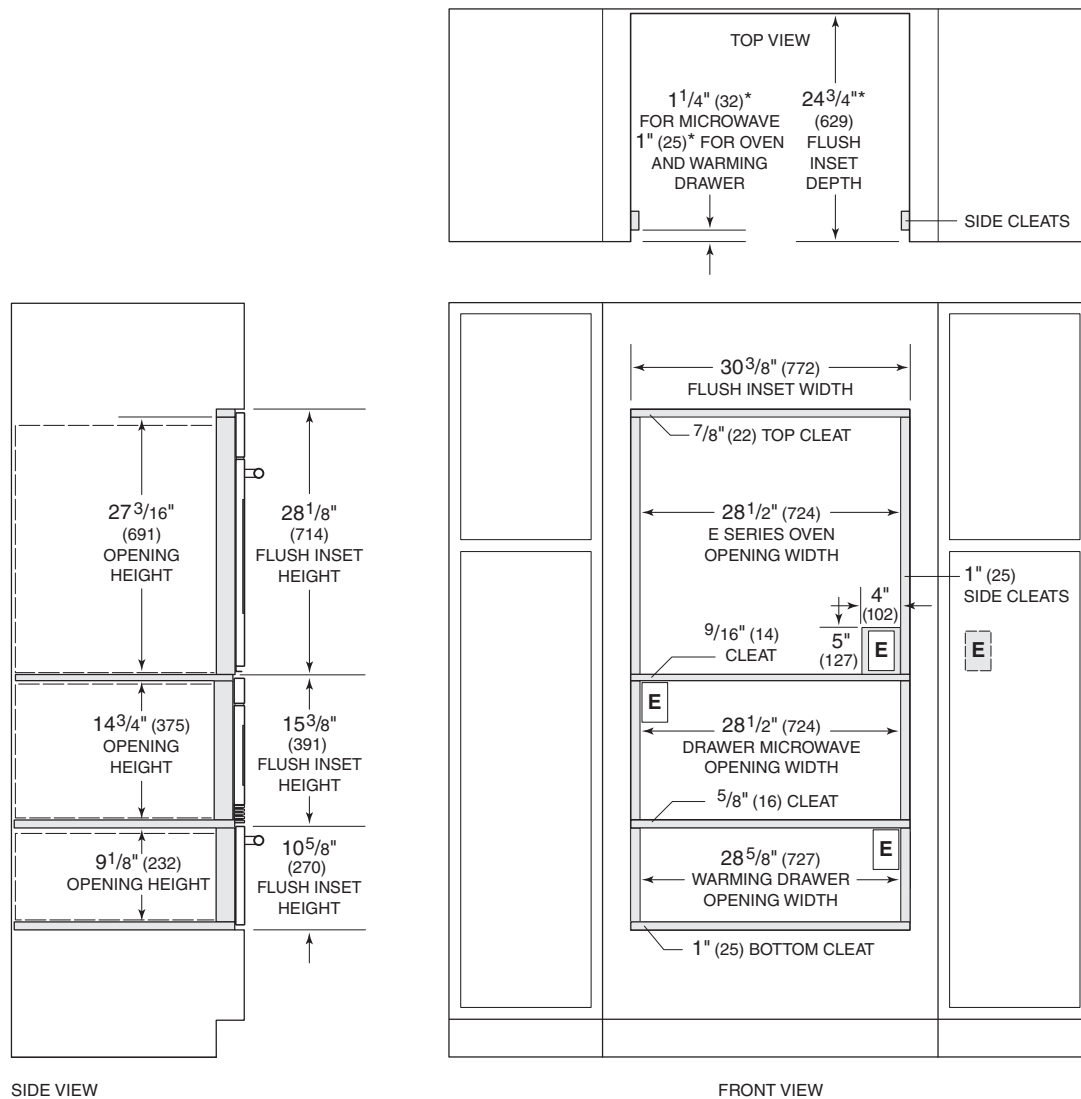 TOP VIEW
1 1/4" (32)*
FOR MICROWAVE
1" (25)* FOR OVEN
AND WARMING
DRAWER
24 3/4"*
(629)
FLUSH
INSET
DEPTH
SIDE CLEATS
30 3/8" (772)
FLUSH INSET WIDTH
7/8" (22) TOP CLEAT
27 3/16"
(691)
OPENING
HEIGHT
28 1/8"
(714)
FLUSH INSET
HEIGHT
28 1/2" (724)
E SERIES OVEN
OPENING WIDTH
1" (25)
SIDE CLEATS
4"
(102)
9/16" (14)
CLEAT
5"
(127)
E
E
E
14 3/4" (375)
OPENING
HEIGHT
15 3/8"
(391)
FLUSH INSET
HEIGHT
28 1/2" (724)
DRAWER MICROWAVE
OPENING WIDTH
5/8" (16) CLEAT
9 1/8" (232)
OPENING HEIGHT
10 5/8"
(270)
FLUSH INSET
HEIGHT
E
28 5/8" (727)
WARMING DRAWER
OPENING WIDTH
1" (25) BOTTOM CLEAT
SIDE VIEW
FRONT VIEW